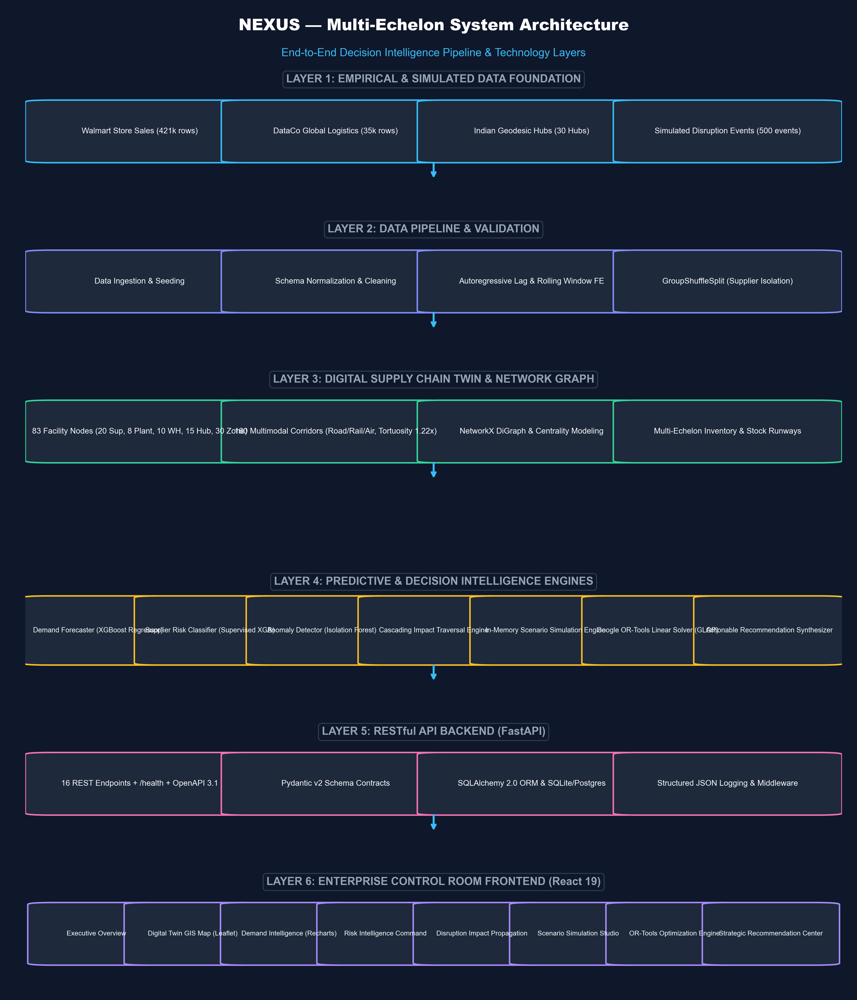 NEXUS — Multi-Echelon System Architecture
End-to-End Decision Intelligence Pipeline & Technology Layers
LAYER 1: EMPIRICAL & SIMULATED DATA FOUNDATION
Walmart Store Sales (421k rows)
DataCo Global Logistics (35k rows)
Indian Geodesic Hubs (30 Hubs)
Simulated Disruption Events (500 events)
LAYER 2: DATA PIPELINE & VALIDATION
Data Ingestion & Seeding
Schema Normalization & Cleaning
Autoregressive Lag & Rolling Window FE
GroupShuffleSplit (Supplier Isolation)
LAYER 3: DIGITAL SUPPLY CHAIN TWIN & NETWORK GRAPH
83 Facility Nodes (20 Sup, 8 Plant, 10 WH, 15 Hub, 30 Zone)
160 Multimodal Corridors (Road/Rail/Air, Tortuosity 1.22x)
NetworkX DiGraph & Centrality Modeling
Multi-Echelon Inventory & Stock Runways
LAYER 4: PREDICTIVE & DECISION INTELLIGENCE ENGINES
Demand Forecaster (XGBoost Regressor)
Supplier Risk Classifier (Supervised XGB)
Anomaly Detector (Isolation Forest)
Cascading Impact Traversal Engine
In-Memory Scenario Simulation Engine
Google OR-Tools Linear Solver (GLOP)
Actionable Recommendation Synthesizer
LAYER 5: RESTful API BACKEND (FastAPI)
16 REST Endpoints + /health + OpenAPI 3.1
Pydantic v2 Schema Contracts
SQLAlchemy 2.0 ORM & SQLite/Postgres
Structured JSON Logging & Middleware
LAYER 6: ENTERPRISE CONTROL ROOM FRONTEND (React 19)
Executive Overview
Digital Twin GIS Map (Leaflet)
Demand Intelligence (Recharts)
Risk Intelligence Command
Disruption Impact Propagation
Scenario Simulation Studio
OR-Tools Optimization Engine
Strategic Recommendation Center